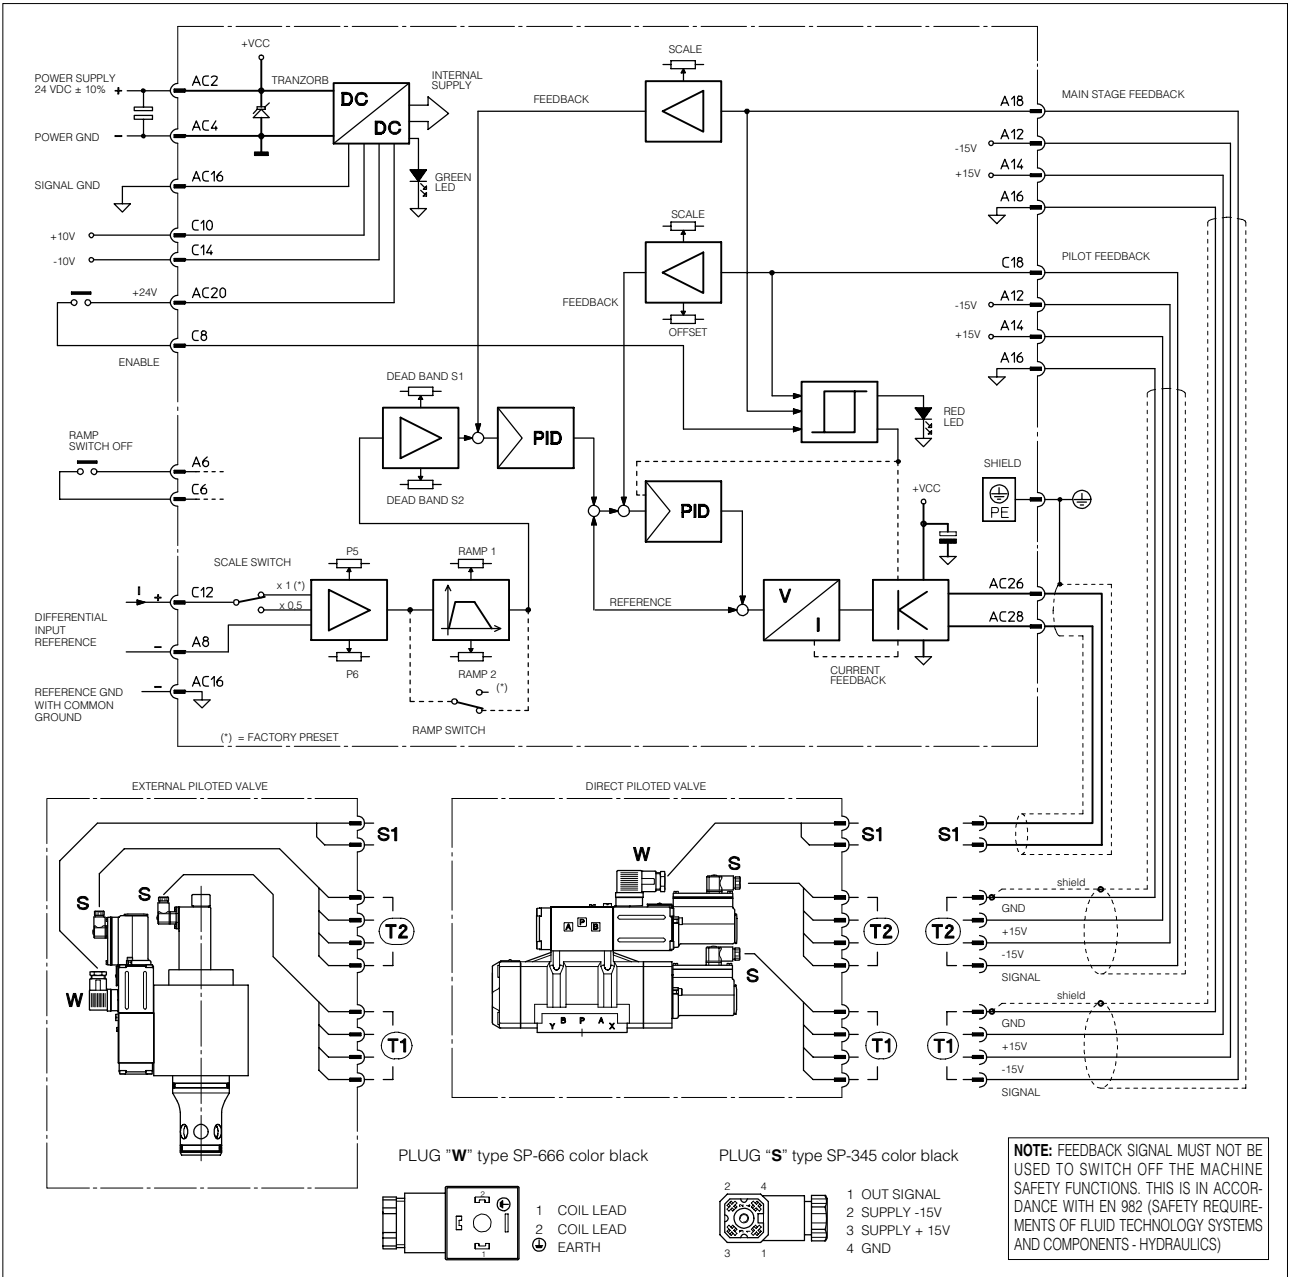 +VCC
TRANZORB
POWER SUPPLY
24 VDC ± 10%
+
AC2
DC
DC
INTERNAL
SUPPLY
POWER GND
–
AC4
SIGNAL GND
AC16
GREEN
LED
+10V
C10
-10V
C14
+24V
AC20
C8
ENABLE
SCALE
FEEDBACK
A18
MAIN STAGE FEEDBACK
-15V
A12
+15V
A14
A16
SCALE
C18
PILOT FEEDBACK
FEEDBACK
OFFSET
-15V
A12
+15V
A14
A16
DEAD BAND S1
PID
DEAD BAND S2
RED
LED
RAMP
SWITCH OFF
A6
C6
PID
+VCC
SHIELD
PE
SCALE SWITCH
P5
RAMP 1
I
+
C12
x 1 (*)
x 0,5
DIFFERENTIAL
INPUT
REFERENCE
–
A8
P6
RAMP 2
REFERENCE
V
I
AC26
AC28
CURRENT
FEEDBACK
REFERENCE GND
WITH COMMON
GROUND
–
AC16
(*)
RAMP SWITCH
(*) = FACTORY PRESET
EXTERNAL PILOTED VALVE
S1
S
S
T2
W
T1
DIRECT PILOTED VALVE
W
S
S1
A P B
T2
S
Y B P A X
T1
S1
shield
GND
T2
+15V
-15V
SIGNAL
shield
GND
T1
+15V
-15V
SIGNAL
PLUG "W" type SP-666 color black
2
1
1 COIL LEAD
2 COIL LEAD
EARTH
PLUG “S” type SP-345 color black
2 4
3 1
1 OUT SIGNAL
2 SUPPLY -15V
3 SUPPLY + 15V
4 GND
NOTE: FEEDBACK SIGNAL MUST NOT BE
USED TO SWITCH OFF THE MACHINE
SAFETY FUNCTIONS. THIS IS IN ACCOR-
DANCE WITH EN 982 (SAFETY REQUIRE-
MENTS OF FLUID TECHNOLOGY SYSTEMS
AND COMPONENTS - HYDRAULICS)